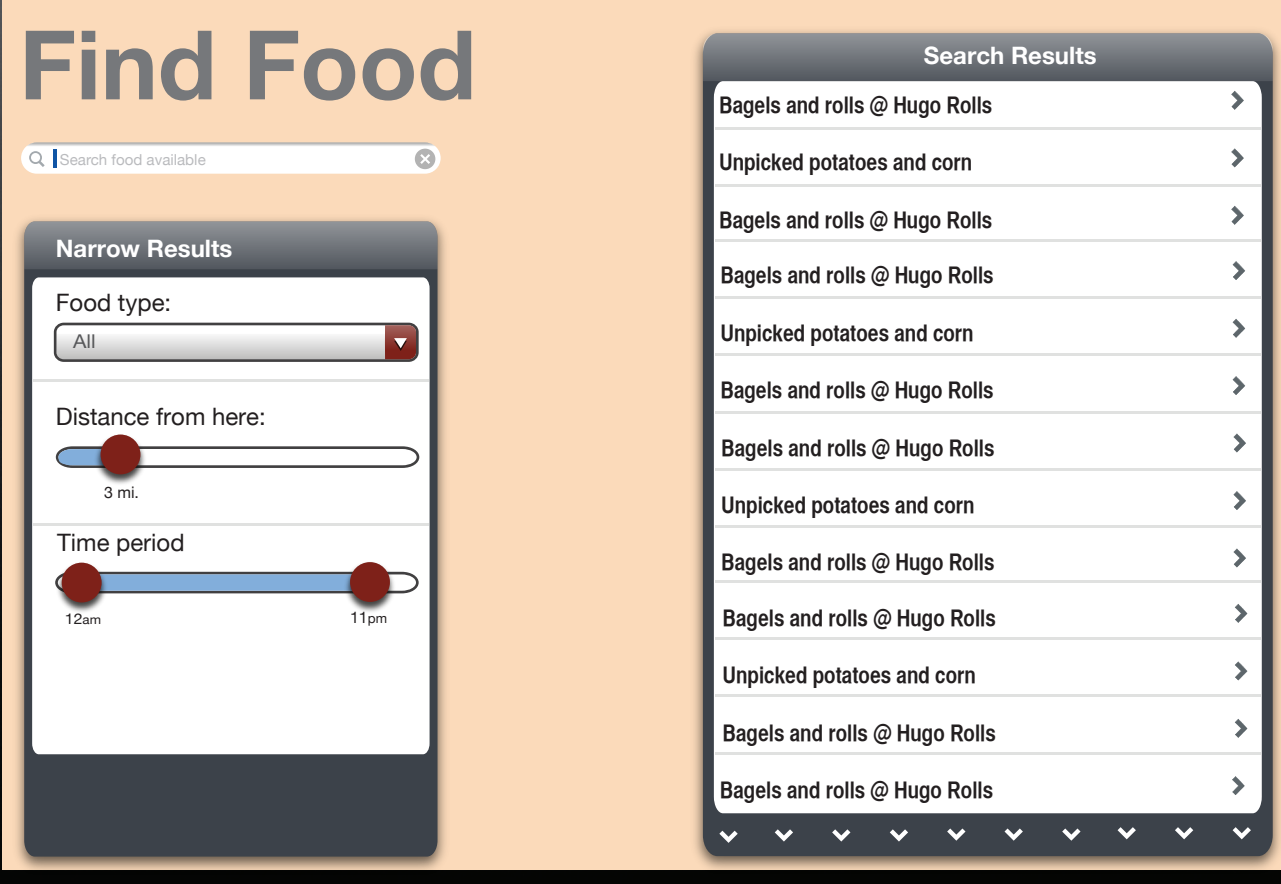 Find Food
Search food available
Narrow Results
Food type:
All
Distance from here:
3 mi.
Time period
12am
11pm
Search Results
Bagels and rolls @ Hugo Rolls
Unpicked potatoes and corn
Bagels and rolls @ Hugo Rolls
Bagels and rolls @ Hugo Rolls
Unpicked potatoes and corn
Bagels and rolls @ Hugo Rolls
Bagels and rolls @ Hugo Rolls
Unpicked potatoes and corn
Bagels and rolls @ Hugo Rolls
Bagels and rolls @ Hugo Rolls
Unpicked potatoes and corn
Bagels and rolls @ Hugo Rolls
Bagels and rolls @ Hugo Rolls